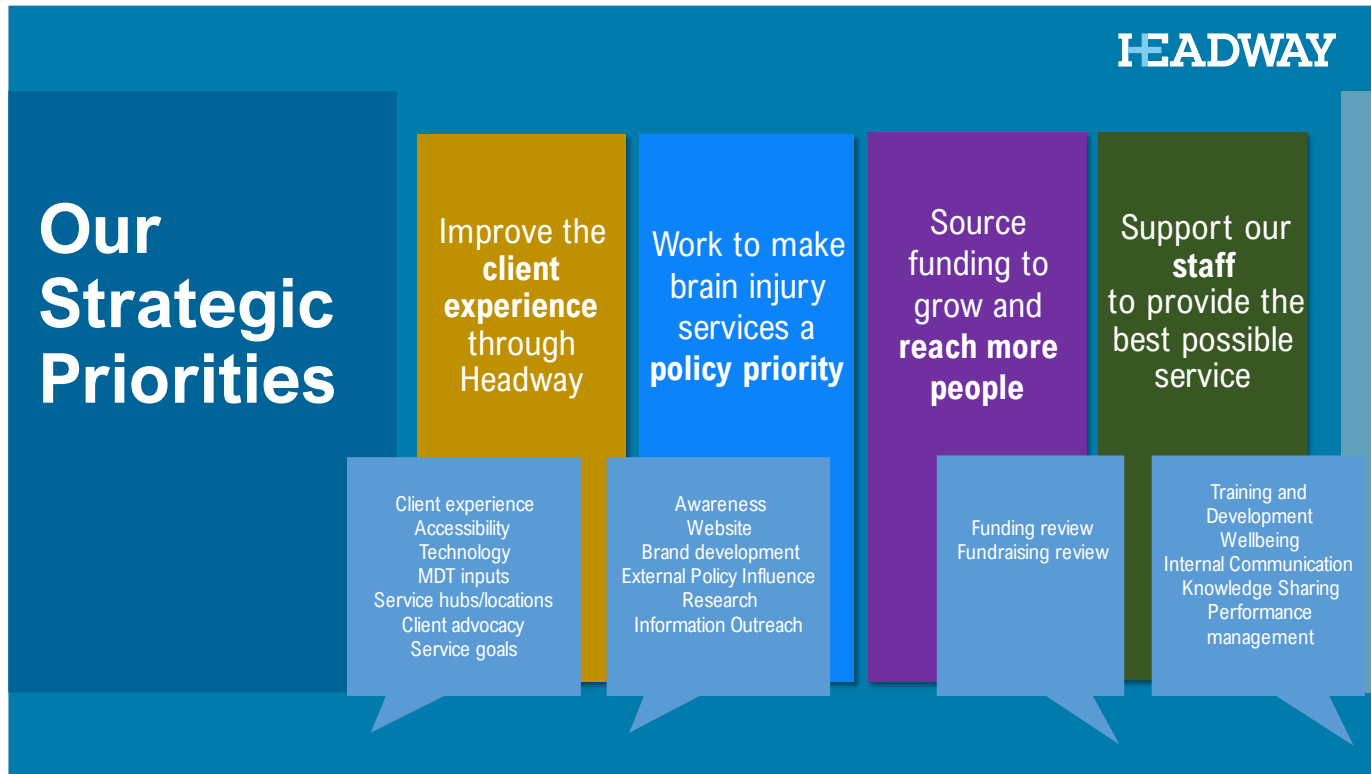 HEADWAY
Our
Strategic
Priorities
Improve the
client
experience
through
Headway
Work to make
brain injury
services a
policy priority
Source
funding to
grow and
reach more
people
Support our
staff
to provide the
best possible
service
Client experience
Accessibility
Technology
MDT inputs
Service hubs/locations
Client advocacy
Service goals
Awareness
Website
Brand development
External Policy Influence
Research
Information Outreach
Funding review
Fundraising review
Training and
Development
Wellbeing
Internal Communication
Knowledge Sharing
Performance
management